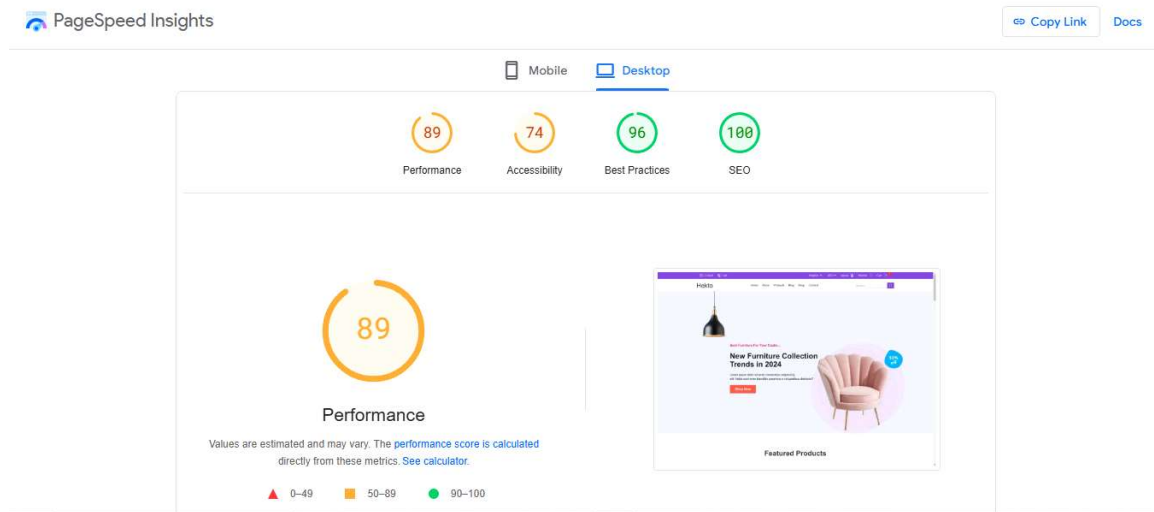 PageSpeed Insights
Copy Link
Docs
Mobile
Desktop
89
74
96
100
Performance
Accessibility
Best Practices
SEO
89
Performance
Values are estimated and may vary. The performance score is calculated
directly from these metrics. See calculator.
0–49
50–89
90–100
Hekto
New Furniture Collection
Trends in 2024
Shop Now
Featured Products